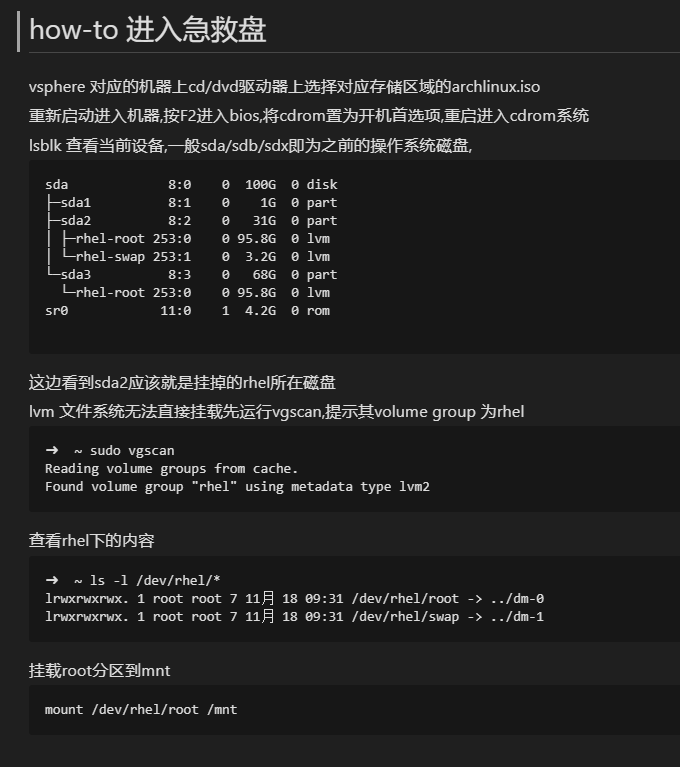 how-to 进入急救盘
vsphere 对应的机器上cd/dvd驱动器上选择对应存储区域的archlinux.iso
重新启动进入机器,按F2进入bios,将cdrom置为开机首选项,重启进入cdrom系统
lsblk 查看当前设备,一般sda/sdb/sdx即为之前的操作系统磁盘,
sda             8:0    0  100G  0 disk
├─sda1          8:1    0    1G  0 part
├─sda2          8:2    0   31G  0 part
│ ├─rhel-root 253:0    0 95.8G  0 lvm
│ └─rhel-swap 253:1    0  3.2G  0 lvm
└─sda3          8:3    0   68G  0 part
  └─rhel-root 253:0    0 95.8G  0 lvm
sr0            11:0    1  4.2G  0 rom
这边看到sda2应该就是挂掉的rhel所在磁盘
lvm 文件系统无法直接挂载先运行vgscan,提示其volume group 为rhel
➜  ~ sudo vgscan
Reading volume groups from cache.
Found volume group "rhel" using metadata type lvm2
查看rhel下的内容
➜  ~ ls -l /dev/rhel/*
lrwxrwxrwx. 1 root root 7 11月 18 09:31 /dev/rhel/root -> ../dm-0
lrwxrwxrwx. 1 root root 7 11月 18 09:31 /dev/rhel/swap -> ../dm-1
挂载root分区到mnt
mount /dev/rhel/root /mnt